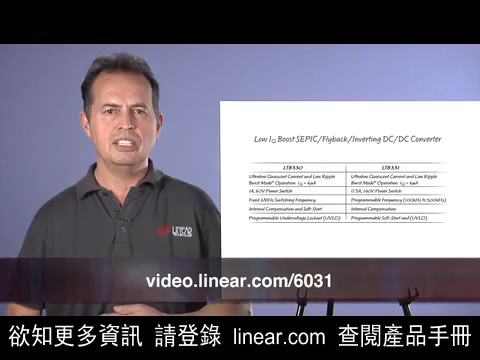 Low IQ Boost SEPIC/Flyback/Inverting DC/DC Converter
LT8330 LT8331
Ultralow Quiescent Current and Low Ripple Burst Mode® Operation: IQ = 6μA Ultralow Quiescent Current and Low Ripple Burst Mode® Operation: IQ = 6μA
1A, 60V Power Switch 0.5A, 140V Power Switch
Fixed 2MHz Switching Frequency Programmable Frequency (100kHz to 500kHz)
Internal Compensation and Soft-Start Internal Compensation
Programmable Undervoltage Lockout (UVLO) Programmable Soft-Start and (UVLO)
LINEAR
video.linear.com/6031
欲知更多資訊 請登錄 linear.com 查閱產品手冊